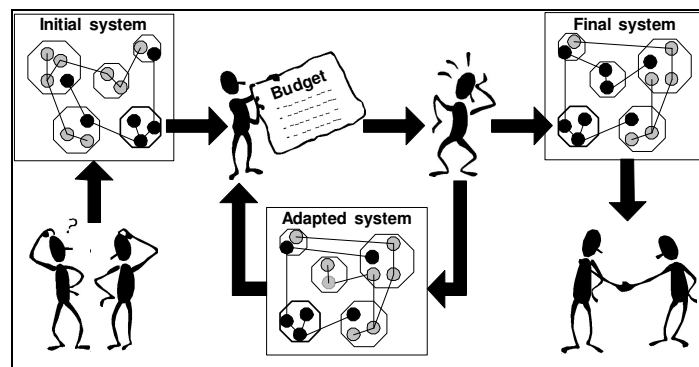 Initial system
Final system
Budget
?
Adapted system